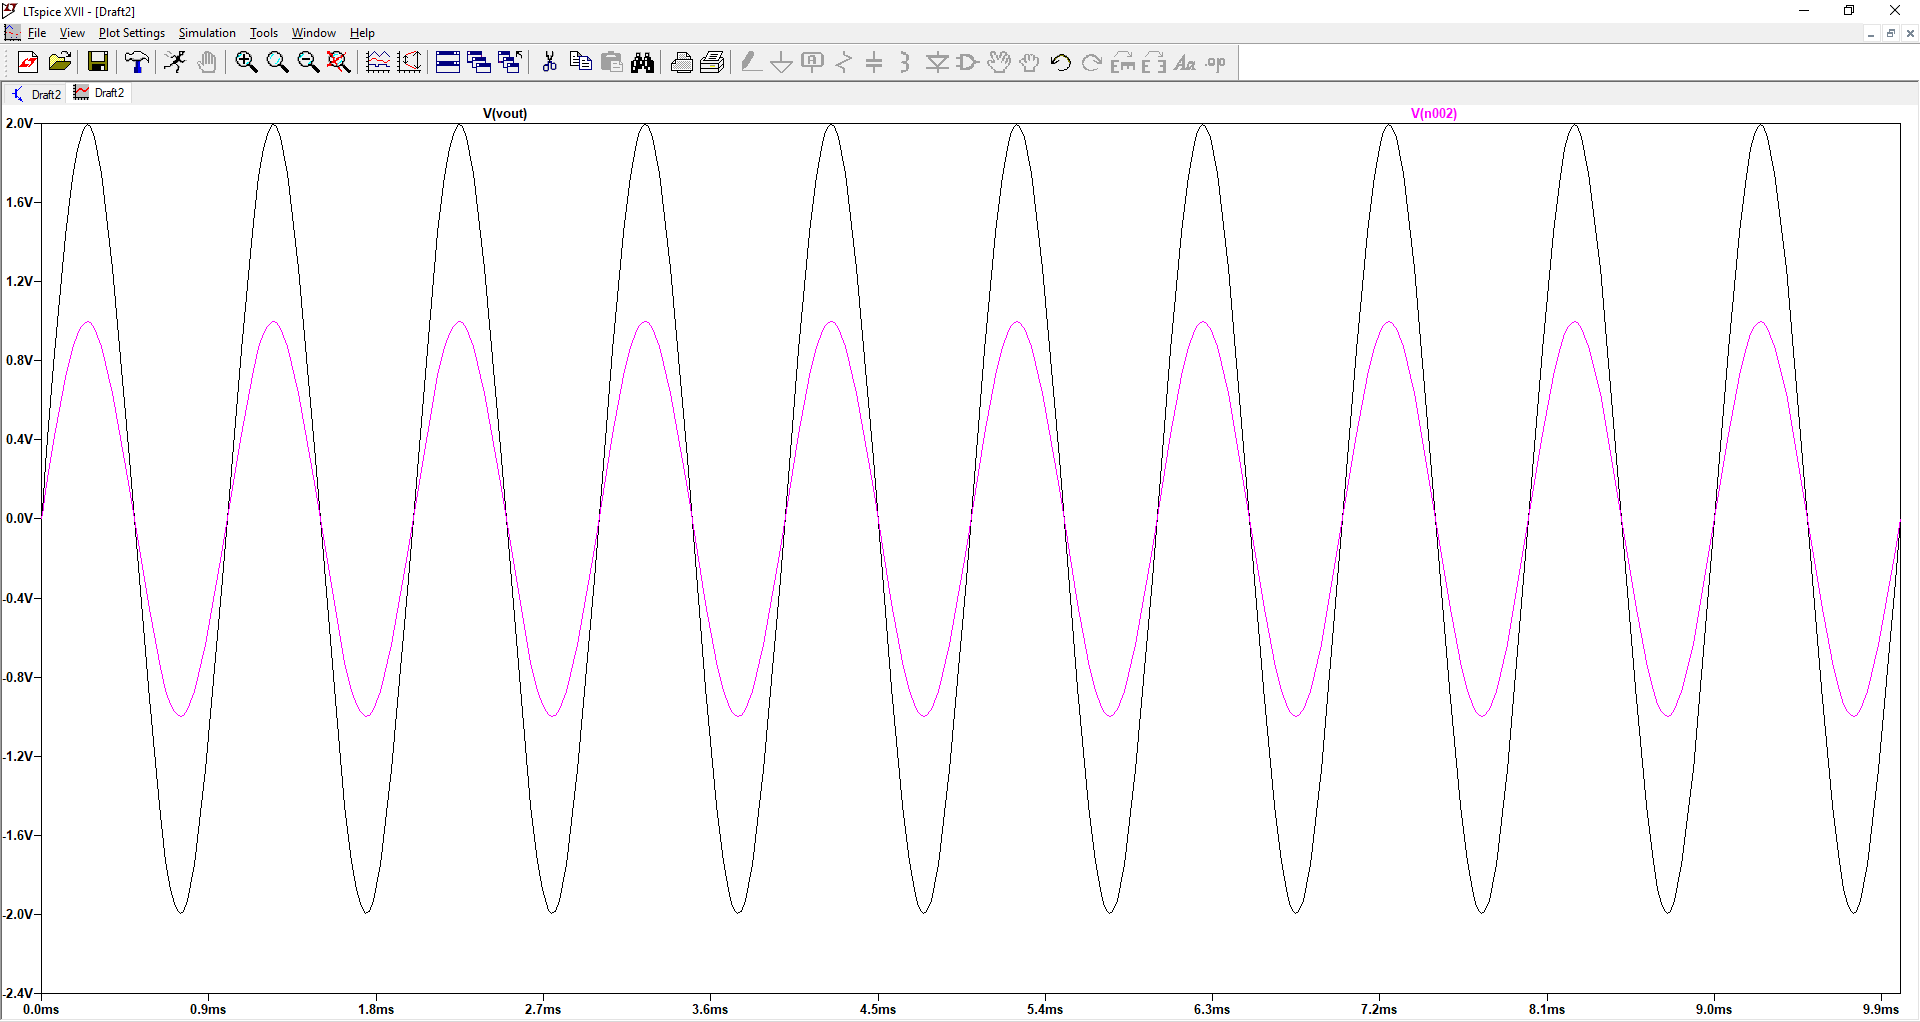 LTspice XVII - [Draft2]
File View Plot Settings Simulation Tools Window Help
Aa .op
Draft2 Draft2
V(vout) V(n002)
2.0V
1.6V
1.2V
0.8V
0.4V
0.0V
-0.4V
-0.8V
-1.2V
-1.6V
-2.0V
-2.4V
0.0ms 0.9ms 1.8ms 2.7ms 3.6ms 4.5ms 5.4ms 6.3ms 7.2ms 8.1ms 9.0ms 9.9ms